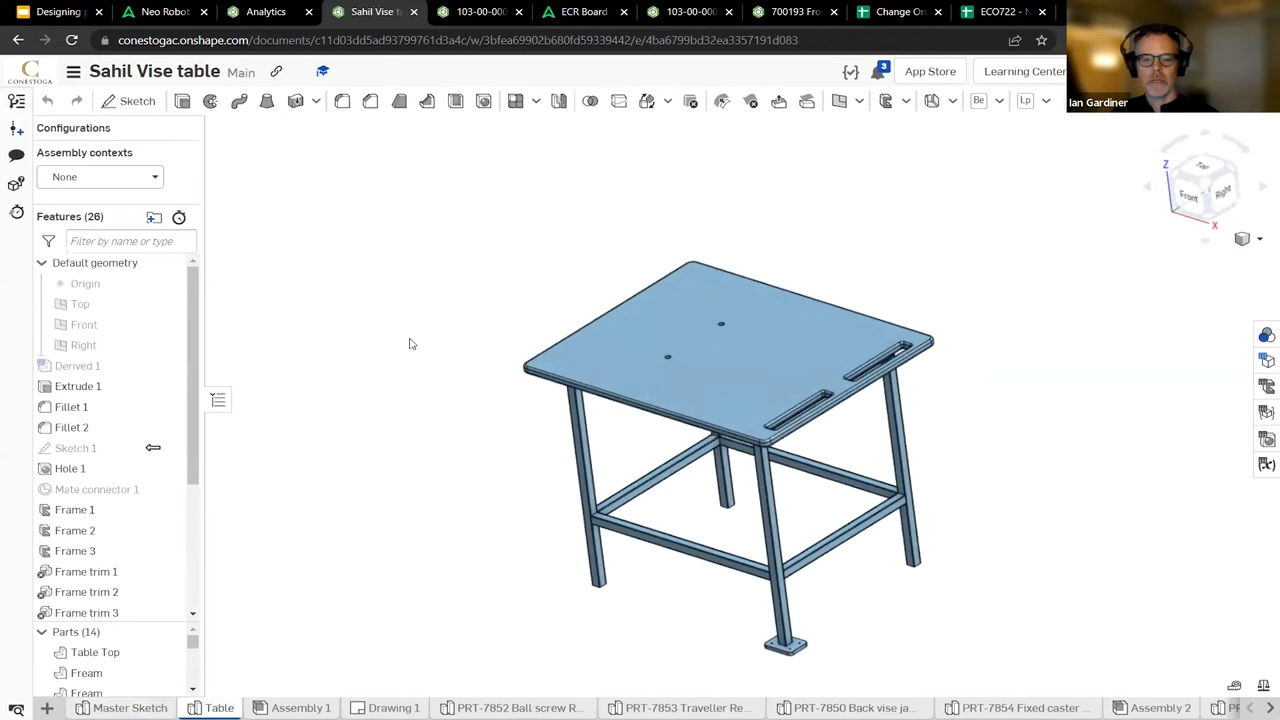 Designing p
Neo Robot
Analytics
Sahil Vise ta
103-00-000
ECR Board
103-00-000
700193 Fro
Change Or
ECO722 - N
conestogac.onshape.com/documents/c11d03dd5ad93799761d3a4c/w/3bfea69902b680fd59339442/e/4ba6799bd32ea3357191d083
CONESTOGA
Sahil Vise table Main
3
App Store
Learning Center
Ian Gardiner
Sketch
Be
Lp
Configurations
Assembly contexts
None
Features (26)
Filter by name or type
Default geometry
Origin
Top
Front
Right
Derived 1
Extrude 1
Fillet 1
Fillet 2
Sketch 1
Hole 1
Mate connector 1
Frame 1
Frame 2
Frame 3
Frame trim 1
Frame trim 2
Frame trim 3
Parts (14)
Table Top
Fream
Fream
Z
Top
Front
Right
X
Master Sketch
Table
Assembly 1
Drawing 1
PRT-7852 Ball screw R...
PRT-7853 Traveller Re...
PRT-7850 Back vise ja...
PRT-7854 Fixed caster ...
Assembly 2